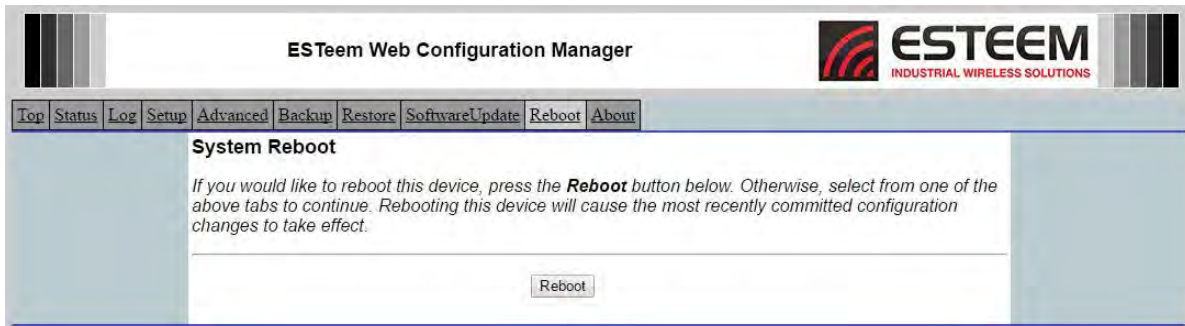 ESTeem Web Configuration Manager
ESTEEM
INDUSTRIAL WIRELESS SOLUTIONS
Top Status Log Setup Advanced Backup Restore SoftwareUpdate Reboot About
System Reboot
If you would like to reboot this device, press the Reboot button below. Otherwise, select from one of the
above tabs to continue. Rebooting this device will cause the most recently committed configuration
changes to take effect.
Reboot